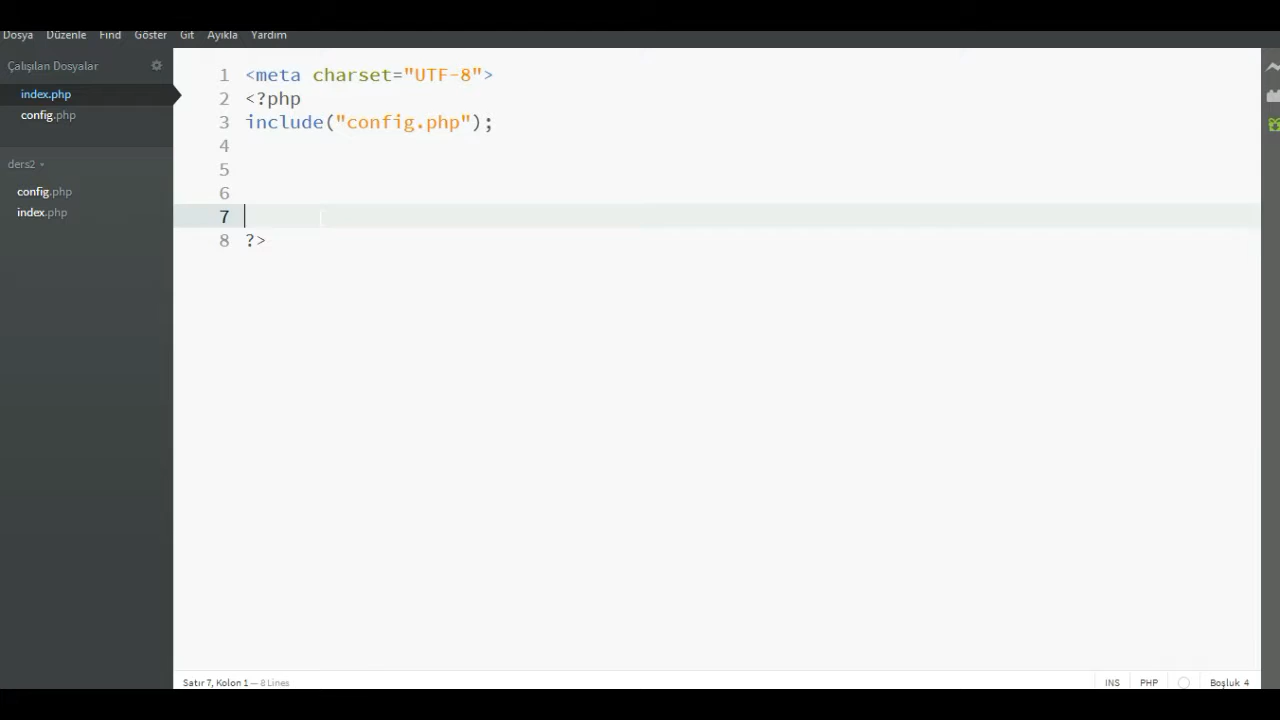 Dosya Düzenle Find Göster Git Ayıkla Yardım
Çalışılan Dosyalar
index.php
config.php
ders2
config.php
index.php
1 <meta charset="UTF-8">
2 <?php
3 include("config.php");
4
5
6
7
8 ?>
Satır 7, Kolon 1 — 8 Lines
INS PHP Boşluk 4